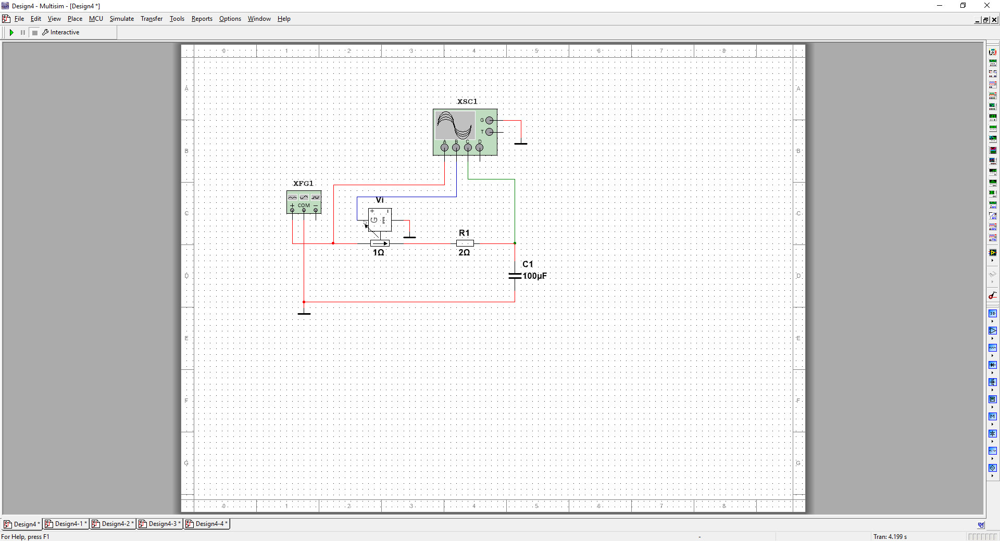 Design4 - Multisim - [Design4 *]
File Edit View Place MCU Simulate Transfer Tools Reports Options Window Help
Interactive
0 1 2 3 4 5 6 7 8
A A
XSC1
G
T
A B C D
B B
XFG1
+ COM −
Vi
+ -
G
C C
R1
1Ω 2Ω
C1
100µF
D D
E E
F F
G G
0 1 2 3 4 5 6 7 8
Design4 * Design4-1 * Design4-2 * Design4-3 * Design4-4 *
For Help, press F1 - Tran: 4.199 s